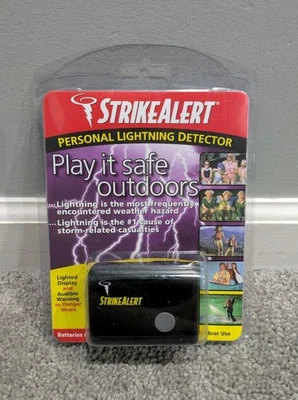 STRIKEALERT®
PERSONAL LIGHTNING DETECTOR
Play it safe
outdoors
...Lightning is the most frequently
encountered weather hazard
...Lightning is the #1 cause of
storm-related casualties
Lighted
Display
and
Audible
Warning
as Danger
Nears
STRIKEALERT
Batteries
door Use